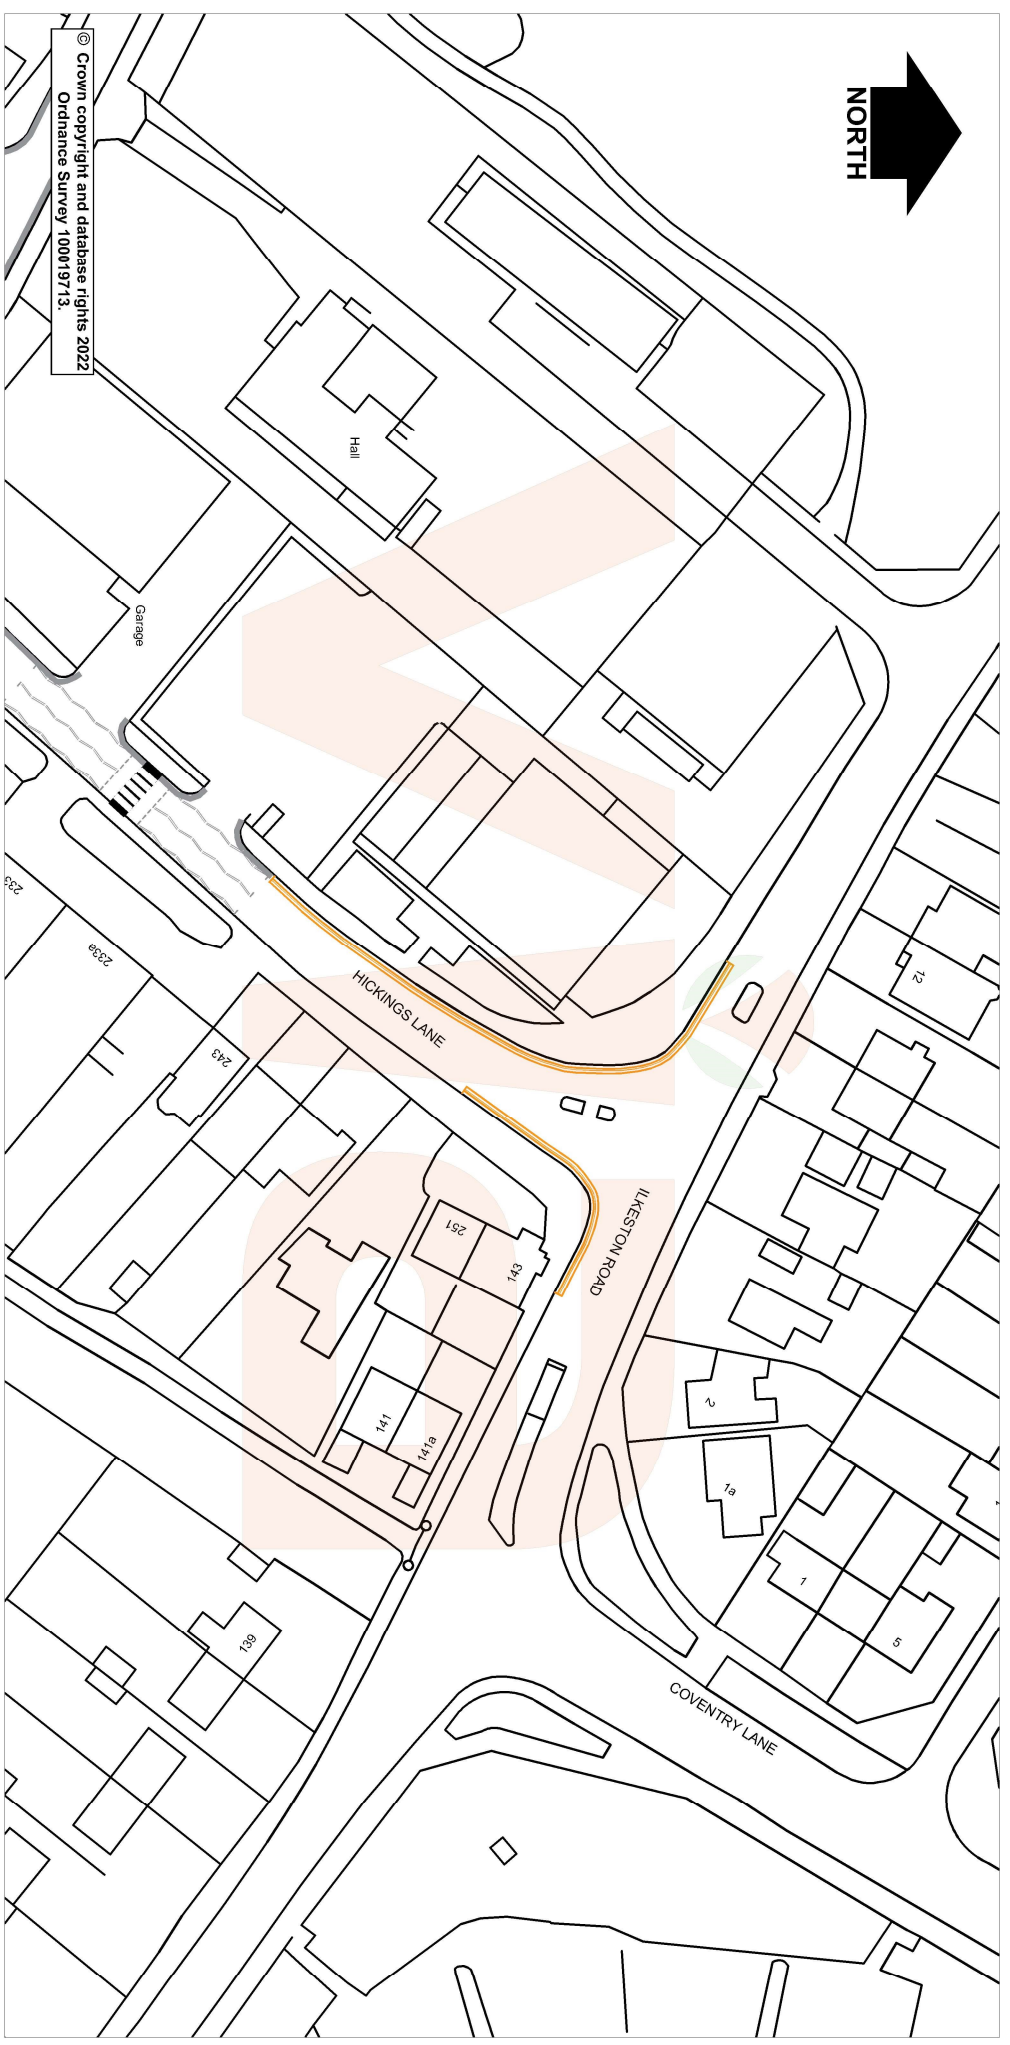 © Crown copyright and database rights 2022
Ordnance Survey 100019713.
NORTH
Hall
Garage
HICKINGS LANE
ILKESTON ROAD
COVENTRY LANE
233
233a
243
251
143
141
141a
139
12
2
1a
1
5